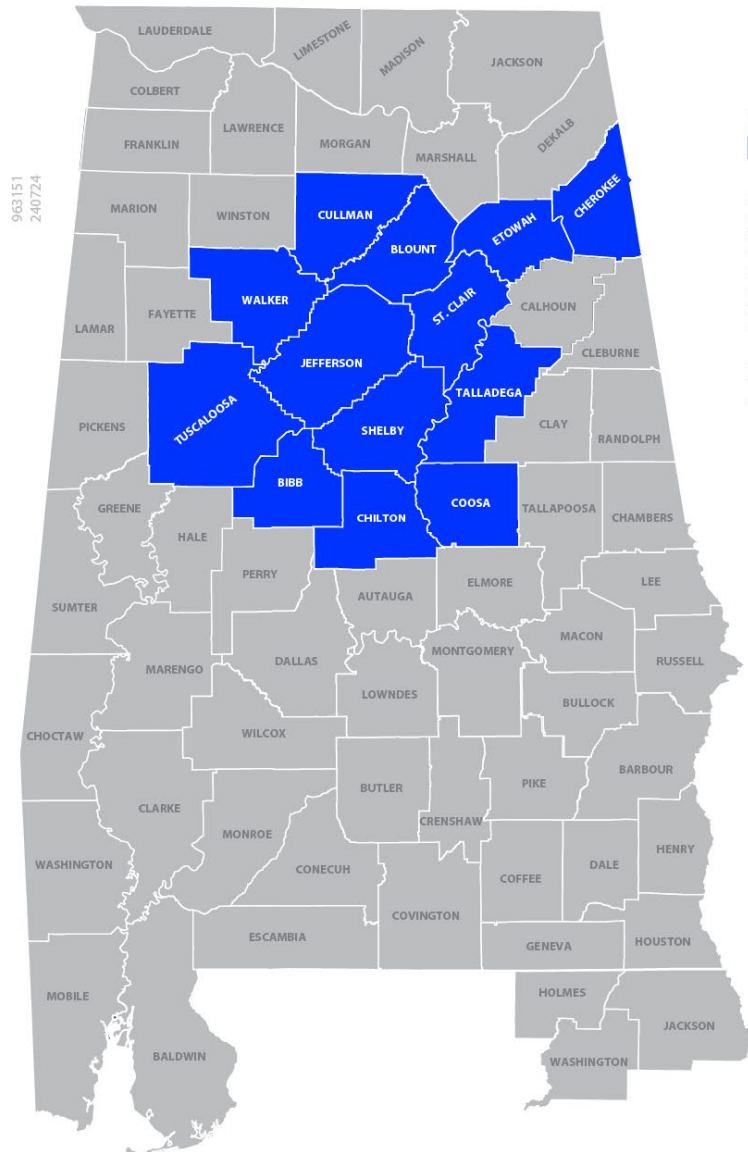 LAUDERDALE
LIMESTONE
MADISON
JACKSON
COLBERT
LAWRENCE
FRANKLIN
MORGAN
MARSHALL
DEKALB
963151
240724
MARION
WINSTON
CULLMAN
BLOUNT
ETOWAH
CHEROKEE
WALKER
ST. CLAIR
CALHOUN
LAMAR
FAYETTE
JEFFERSON
CLEBURNE
TALLADEGA
PICKENS
TUSCALOOSA
SHELBY
CLAY
RANDOLPH
BIBB
COOSA
GREENE
HALE
CHILTON
TALLAPOOSA
CHAMBERS
PERRY
AUTAUGA
ELMORE
LEE
SUMTER
MACON
MARENGO
DALLAS
MONTGOMERY
RUSSELL
LOWNDES
BULLOCK
CHOCTAW
WILCOX
BARBOUR
CLARKE
BUTLER
PIKE
MONROE
CRENSHAW
WASHINGTON
CONECUH
COFFEE
DALE
HENRY
COVINGTON
ESCAMBIA
GENEVA
HOUSTON
MOBILE
HOLMES
JACKSON
BALDWIN
WASHINGTON